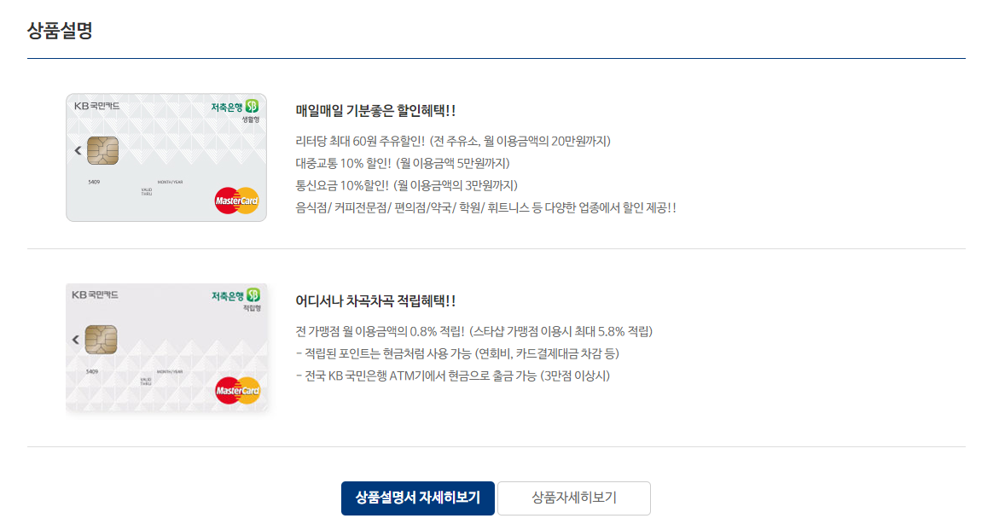 상품설명
KB 국민카드
저축은행 SB
생활형
5409
MONTH/YEAR
VALID
THRU
MasterCard
매일매일 기분좋은 할인혜택!!
리터당 최대 60원 주유할인! (전 주유소, 월 이용금액의 20만원까지)
대중교통 10% 할인! (월 이용금액 5만원까지)
통신요금 10%할인! (월 이용금액의 3만원까지)
음식점/ 커피전문점/ 편의점/약국/ 학원/ 휘트니스 등 다양한 업종에서 할인 제공!!
KB 국민카드
저축은행 SB
적립형
5409
MONTH/YEAR
VALID
THRU
MasterCard
어디서나 차곡차곡 적립혜택!!
전 가맹점 월 이용금액의 0.8% 적립! (스타샵 가맹점 이용시 최대 5.8% 적립)
- 적립된 포인트는 현금처럼 사용 가능 (연회비, 카드결제대금 차감 등)
- 전국 KB 국민은행 ATM기에서 현금으로 출금 가능 (3만점 이상시)
상품설명서 자세히보기
상품자세히보기